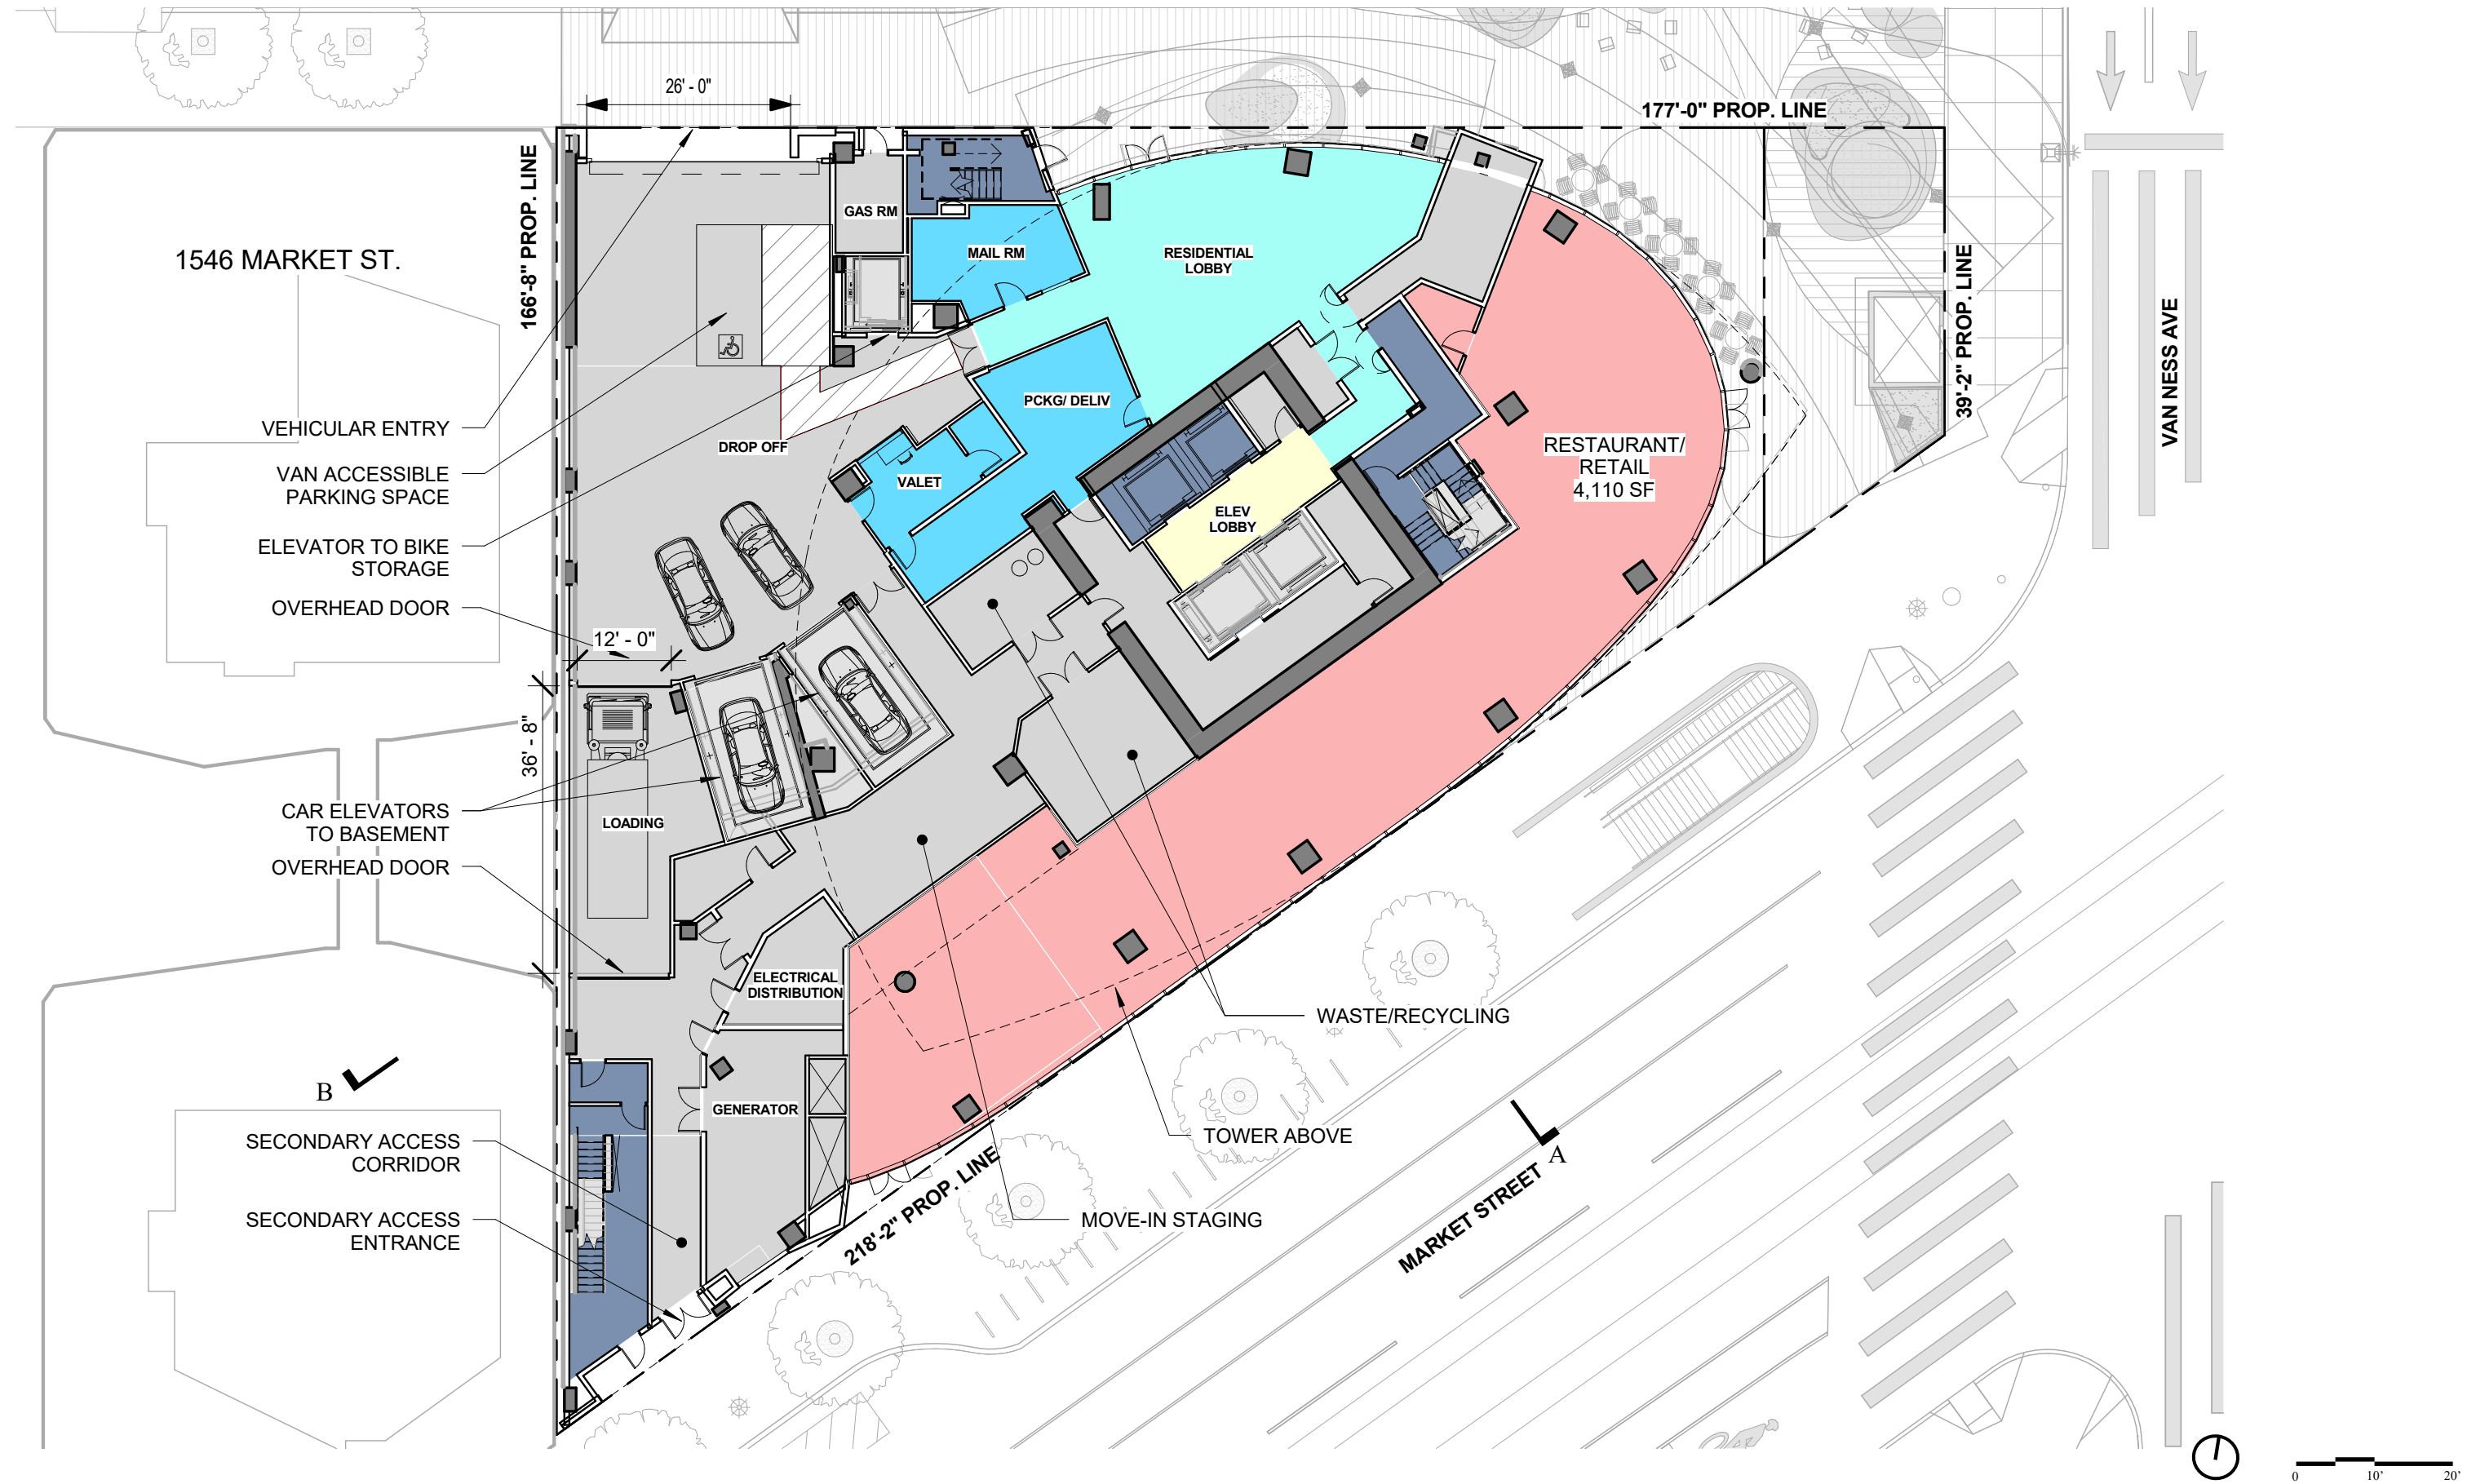 26' - 0"
177'-0" PROP. LINE
166'-8" PROP. LINE
1546 MARKET ST.
GAS RM
MAIL RM
RESIDENTIAL
LOBBY
39'-2" PROP. LINE
VAN NESS AVE
VEHICULAR ENTRY
VAN ACCESSIBLE
PARKING SPACE
ELEVATOR TO BIKE
STORAGE
OVERHEAD DOOR
PCKG/ DELIV
DROP OFF
VALET
RESTAURANT/
RETAIL
4,110 SF
ELEV
LOBBY
12' - 0"
36' - 8"
CAR ELEVATORS
TO BASEMENT
LOADING
OVERHEAD DOOR
ELECTRICAL
DISTRIBUTION
WASTE/RECYCLING
B
GENERATOR
SECONDARY ACCESS
CORRIDOR
TOWER ABOVE
A
MARKET STREET
SECONDARY ACCESS
ENTRANCE
218'-2" PROP. LINE
MOVE-IN STAGING
0
10'
20'